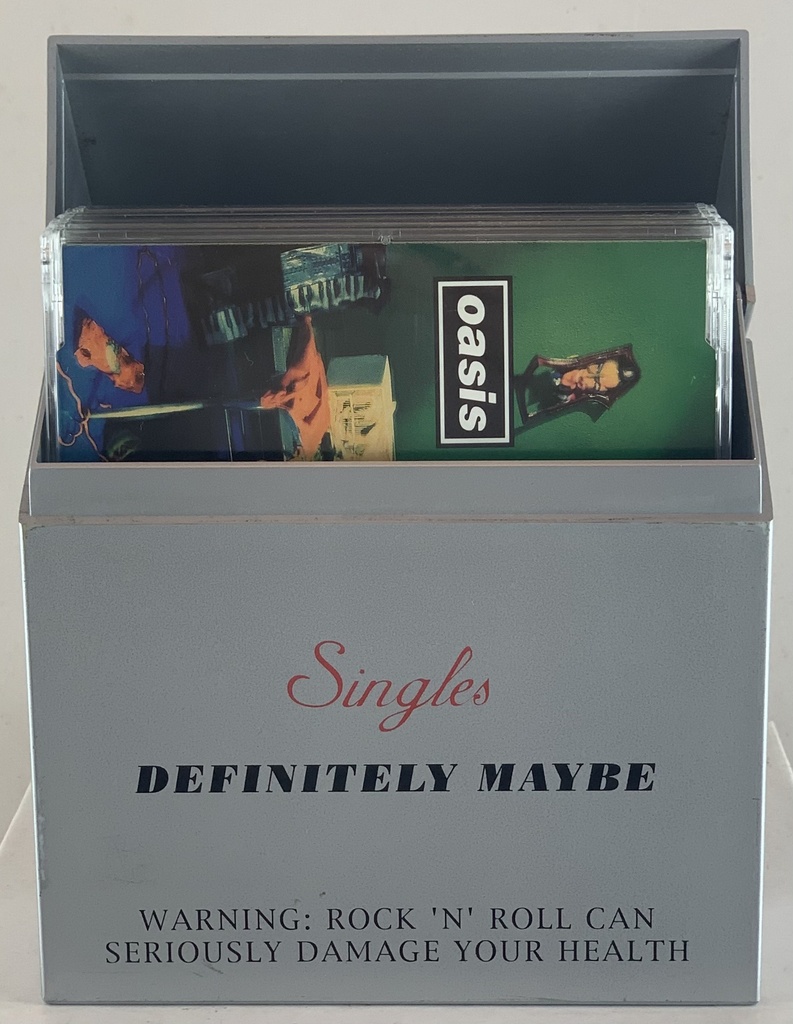 oasis
Singles
DEFINITELY MAYBE
WARNING: ROCK 'N' ROLL CAN
SERIOUSLY DAMAGE YOUR HEALTH